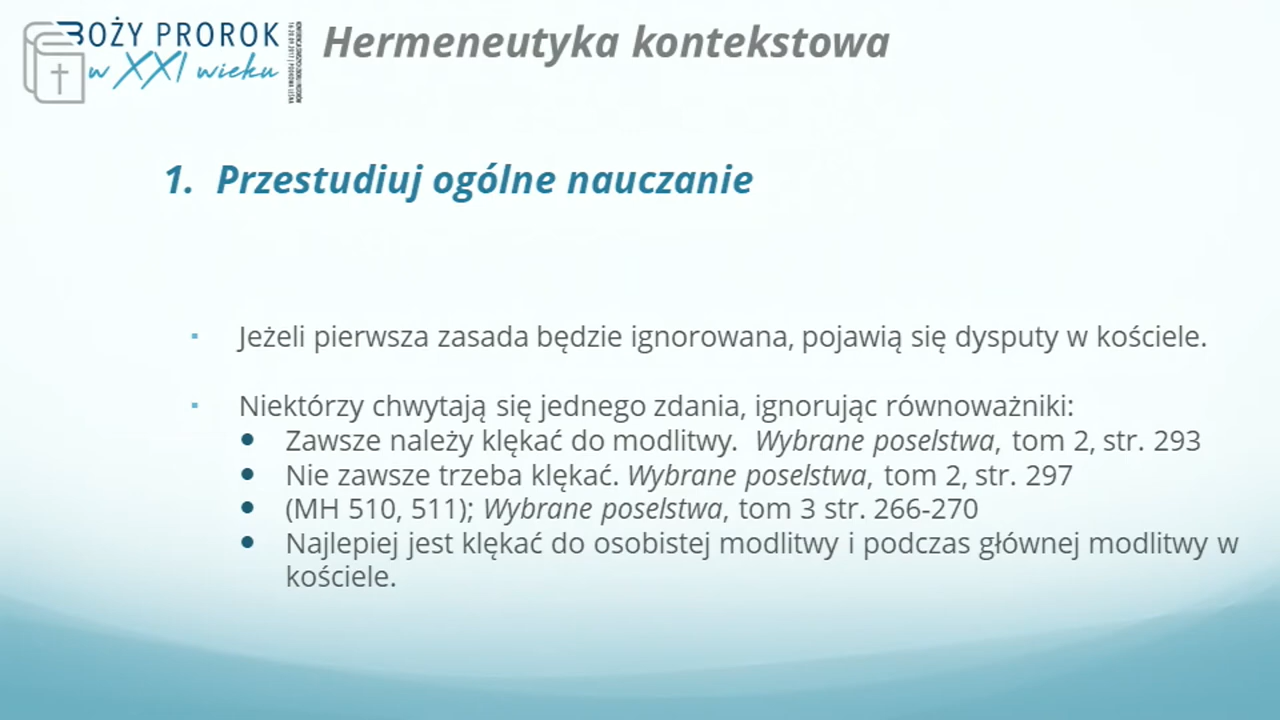 BOŻY PROROK
w XXI wieku
Hermeneutyka kontekstowa
1. Przestudiuj ogólne nauczanie
▪ Jeżeli pierwsza zasada będzie ignorowana, pojawią się dysputy w kościele.
▪ Niektórzy chwytają się jednego zdania, ignorując równoważniki:
● Zawsze należy klękać do modlitwy. Wybrane poselstwa, tom 2, str. 293
● Nie zawsze trzeba klękać. Wybrane poselstwa, tom 2, str. 297
● (MH 510, 511); Wybrane poselstwa, tom 3 str. 266-270
● Najlepiej jest klękać do osobistej modlitwy i podczas głównej modlitwy w
kościele.